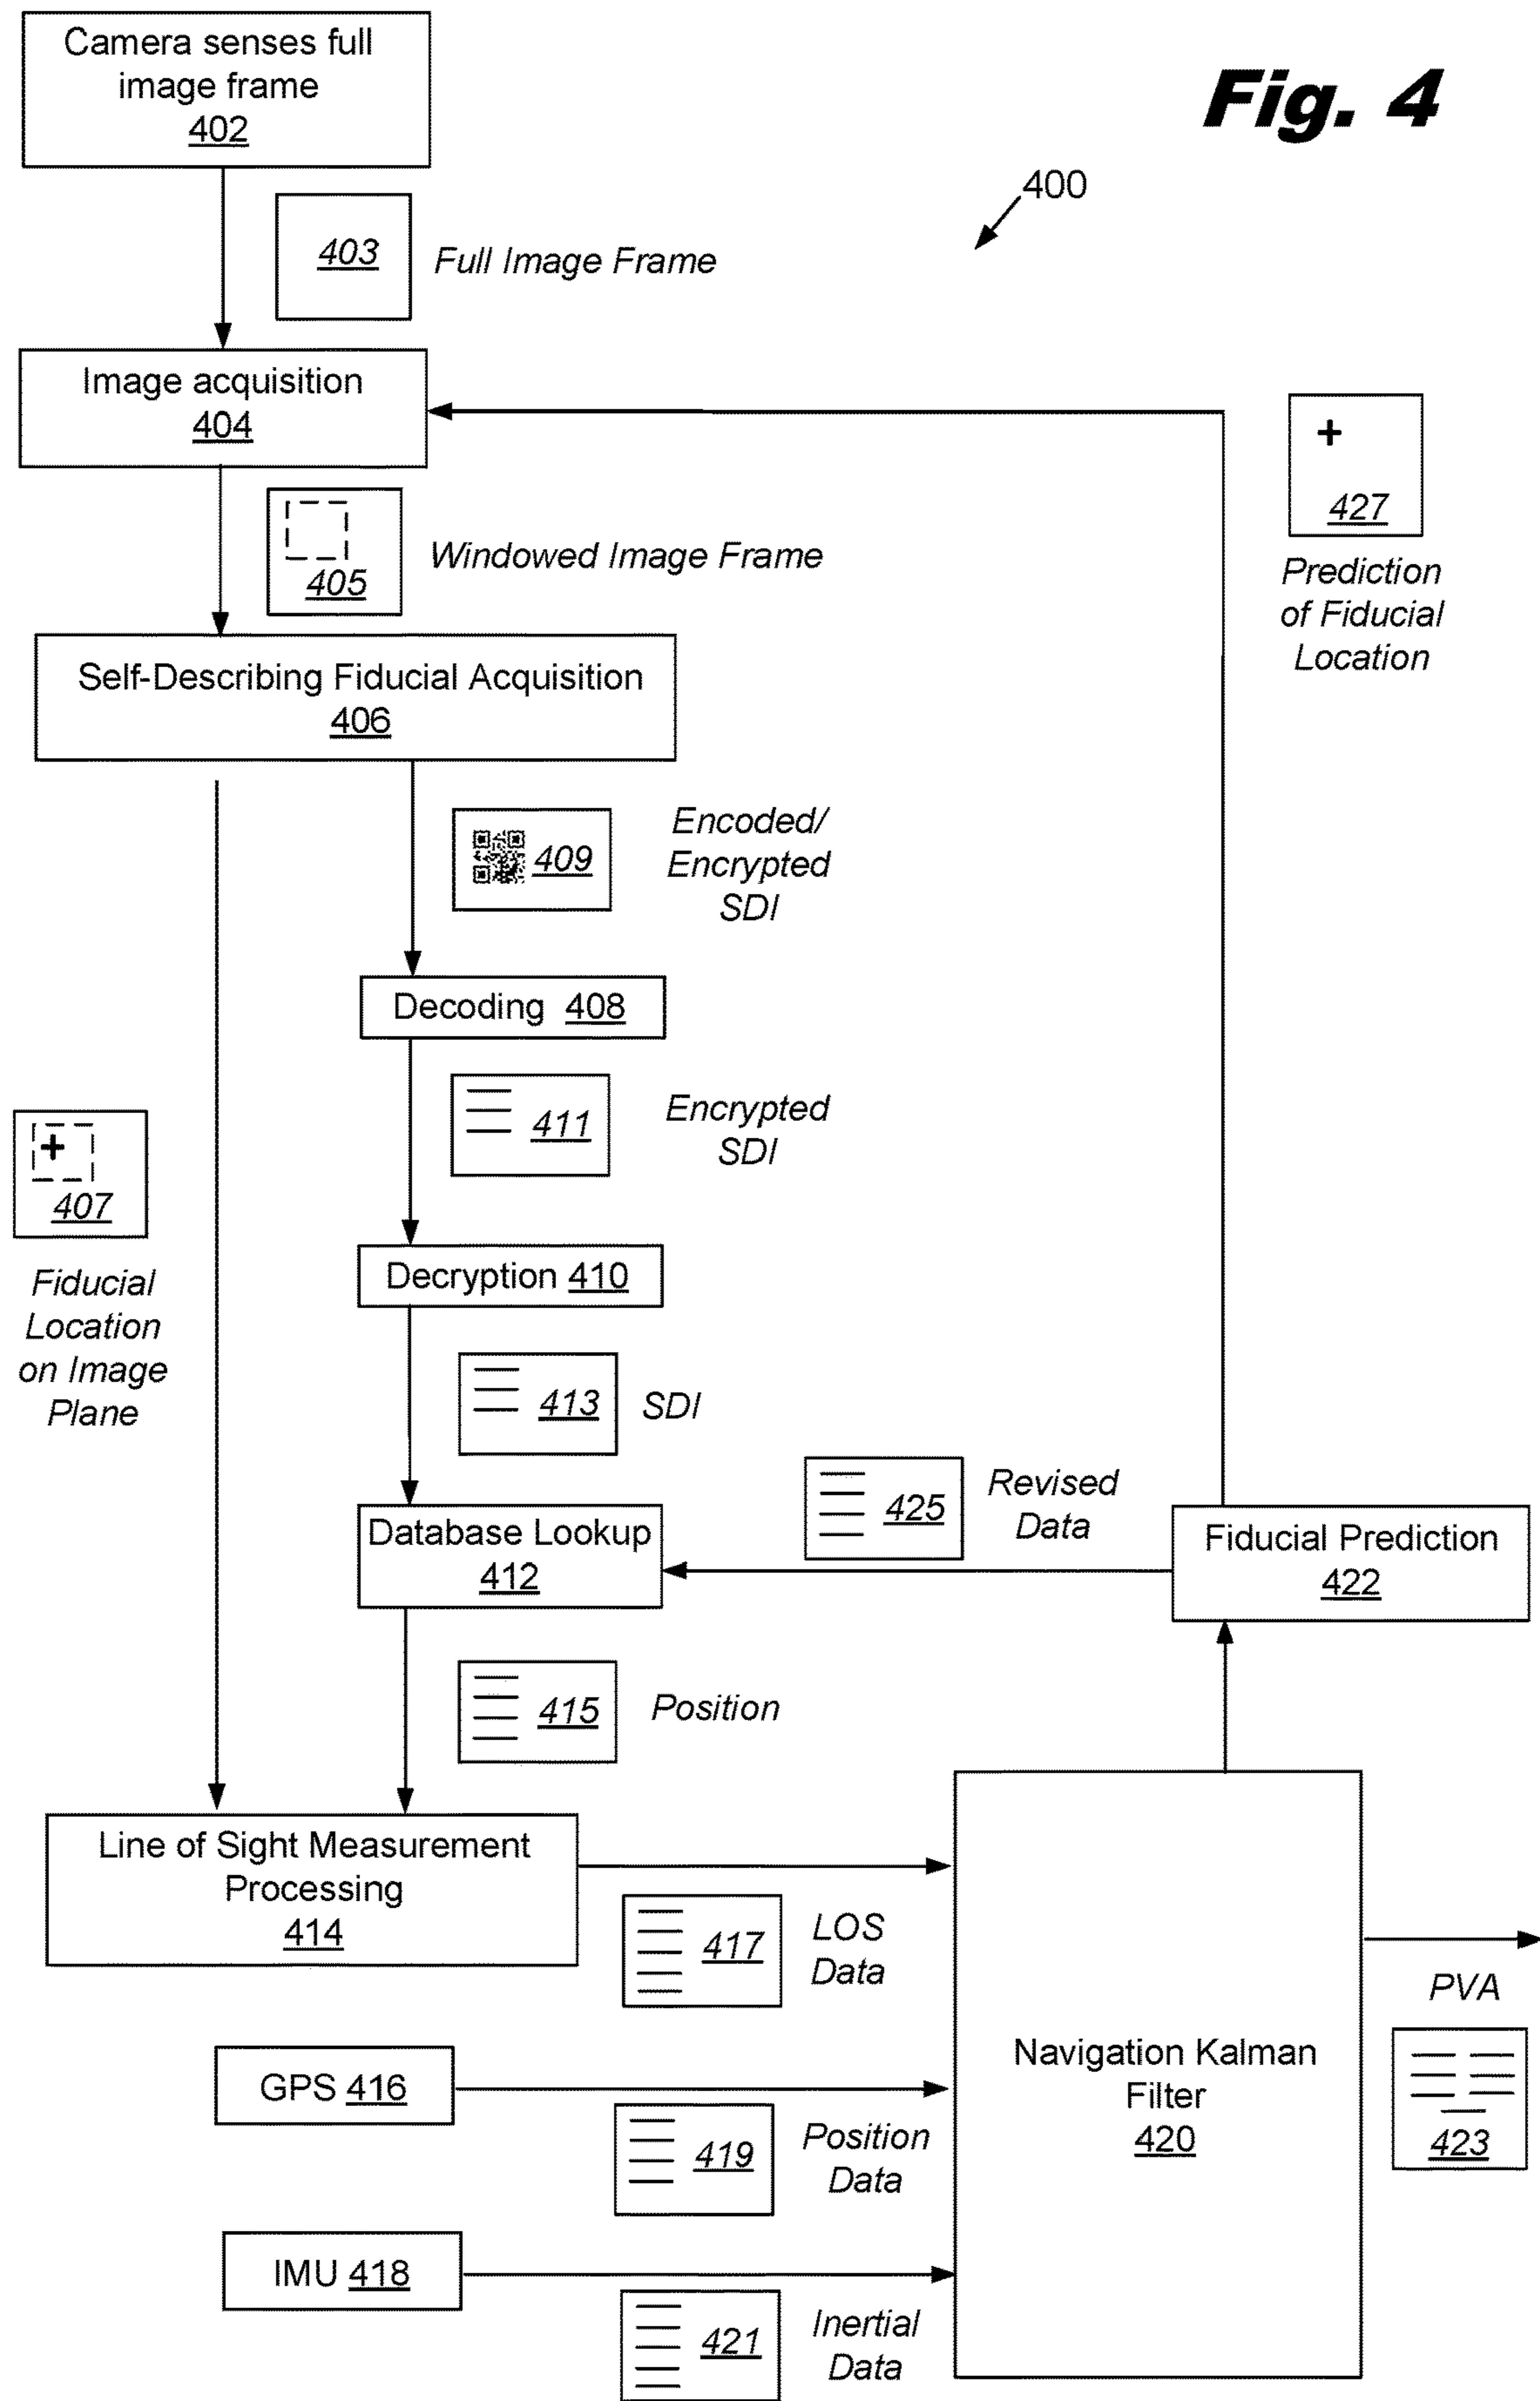 Camera senses full
image frame
402
Fig. 4
400
403
Full Image Frame
Image acquisition
404
+
427
Prediction
of Fiducial
Location
405
Windowed Image Frame
Self-Describing Fiducial Acquisition
406
409
Encoded/
Encrypted
SDI
Decoding 408
411
Encrypted
SDI
+
407
Fiducial
Location
on Image
Plane
Decryption 410
413
SDI
425
Revised
Data
Database Lookup
412
Fiducial Prediction
422
415
Position
Line of Sight Measurement
Processing
414
417
LOS
Data
PVA
423
Navigation Kalman
Filter
420
GPS 416
419
Position
Data
IMU 418
421
Inertial
Data